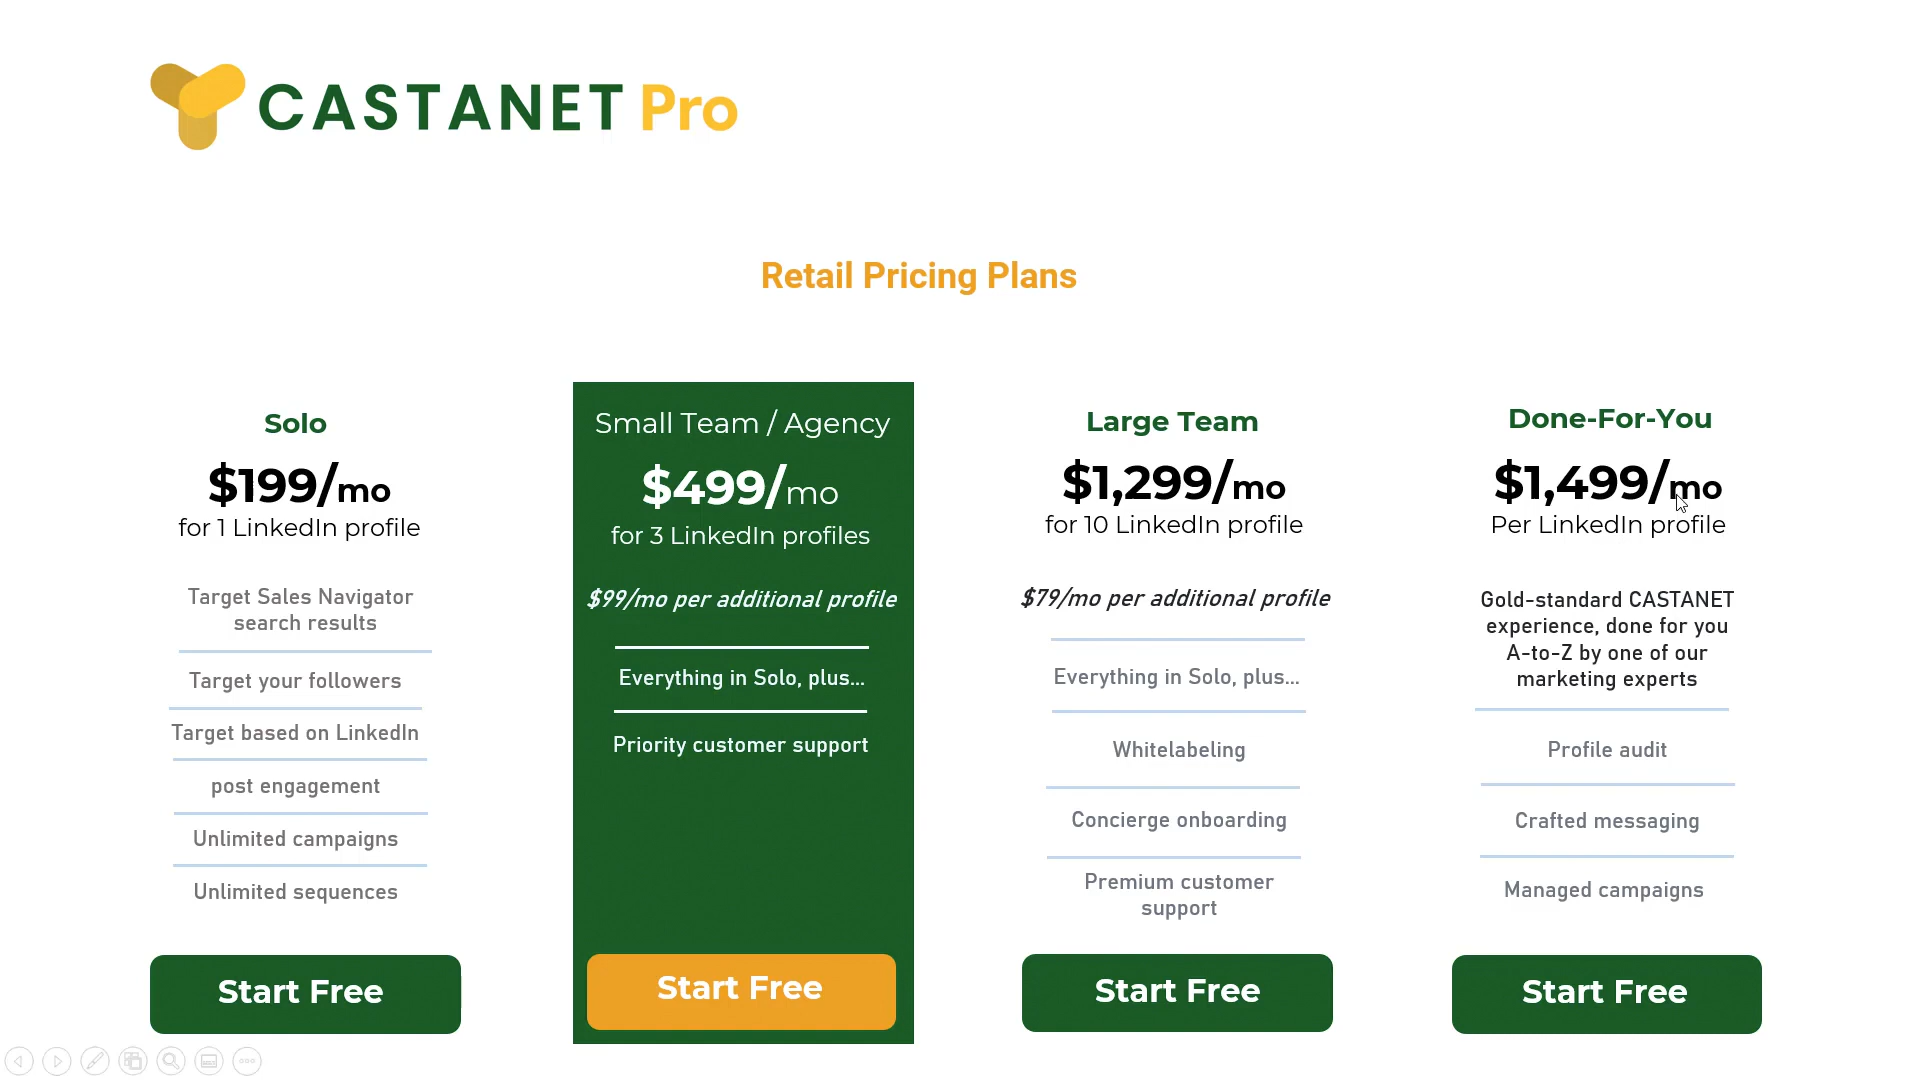 CASTANET Pro
Retail Pricing Plans
Solo
$199/mo
for 1 LinkedIn profile
Target Sales Navigator
search results
Target your followers
Target based on LinkedIn
post engagement
Unlimited campaigns
Unlimited sequences
Start Free
Small Team / Agency
$499/mo
for 3 LinkedIn profiles
$99/mo per additional profile
Everything in Solo, plus...
Priority customer support
Start Free
Large Team
$1,299/mo
for 10 LinkedIn profile
$79/mo per additional profile
Everything in Solo, plus...
Whitelabeling
Concierge onboarding
Premium customer
support
Start Free
Done-For-You
$1,499/mo
Per LinkedIn profile
Gold-standard CASTANET
experience, done for you
A-to-Z by one of our
marketing experts
Profile audit
Crafted messaging
Managed campaigns
Start Free